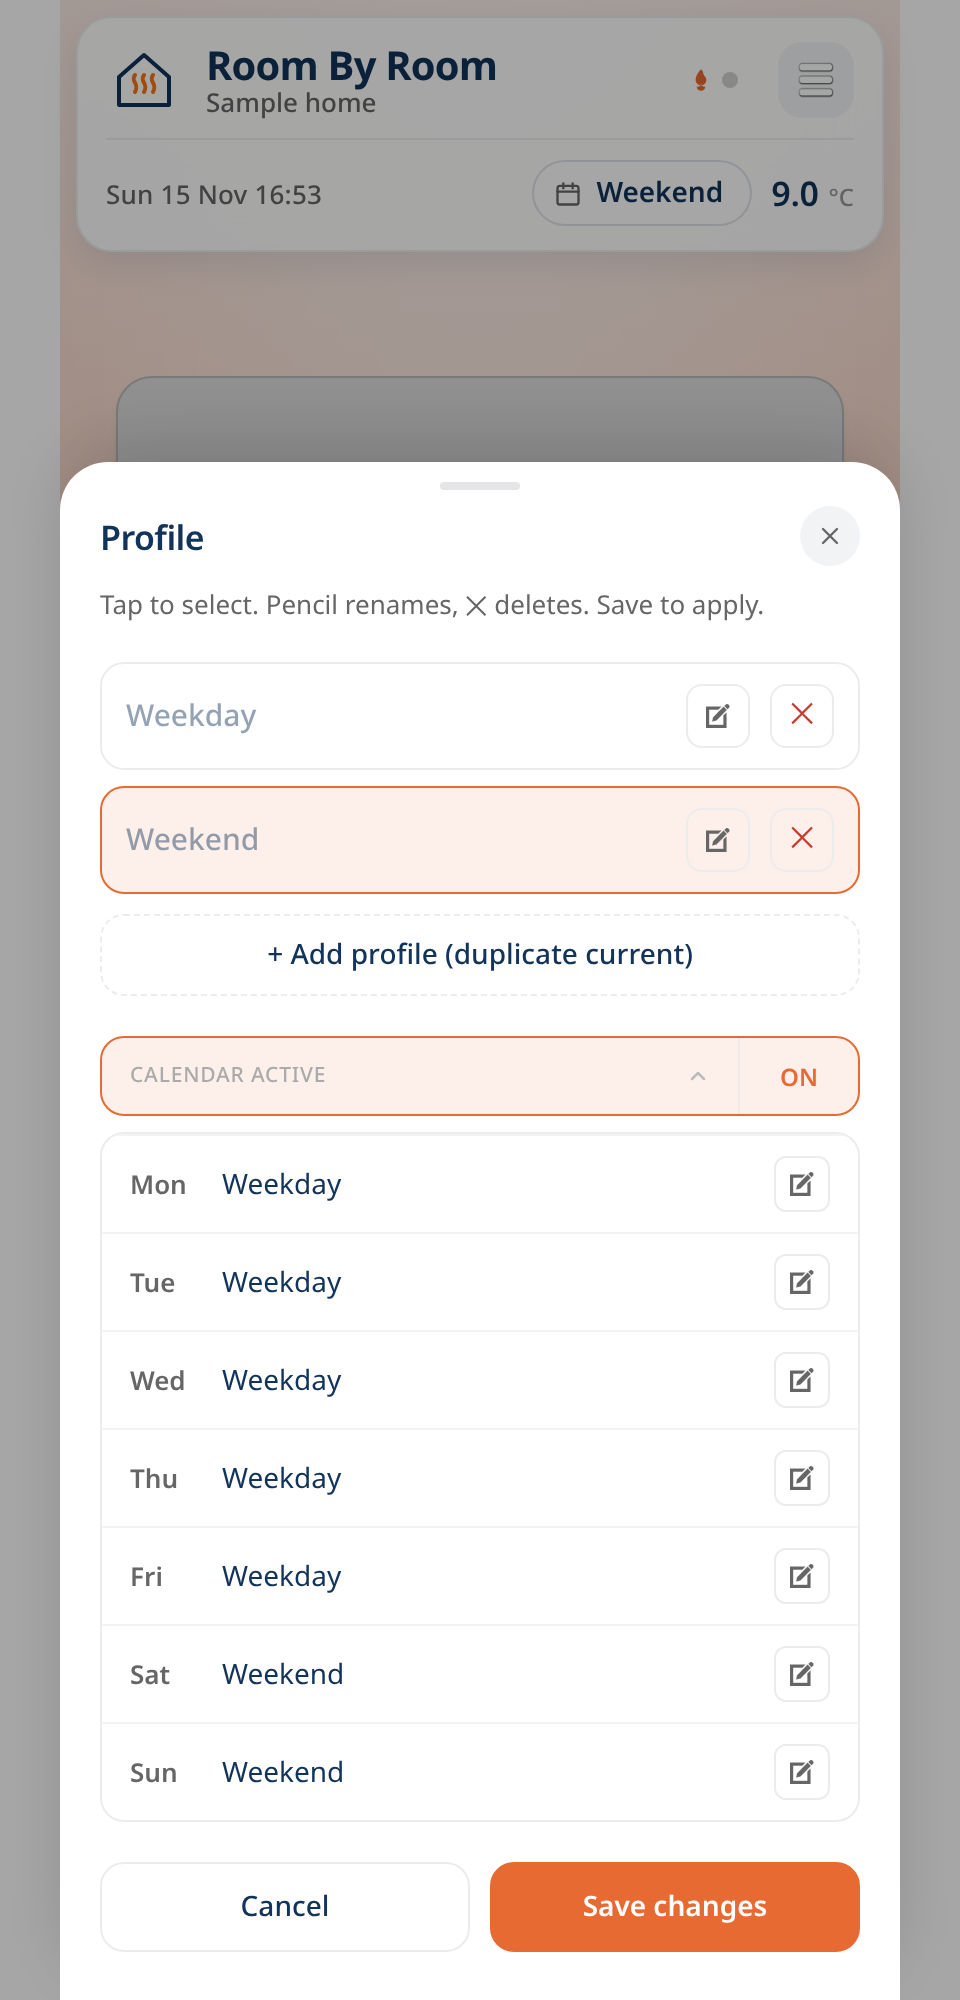 Room By Room
Sample home
Sun 15 Nov 16:53
Weekend
9.0 °C
Profile
Tap to select. Pencil renames, ✕ deletes. Save to apply.
Weekday
Weekend
+ Add profile (duplicate current)
CALENDAR ACTIVE
ON
Mon Weekday
Tue Weekday
Wed Weekday
Thu Weekday
Fri Weekday
Sat Weekend
Sun Weekend
Cancel
Save changes